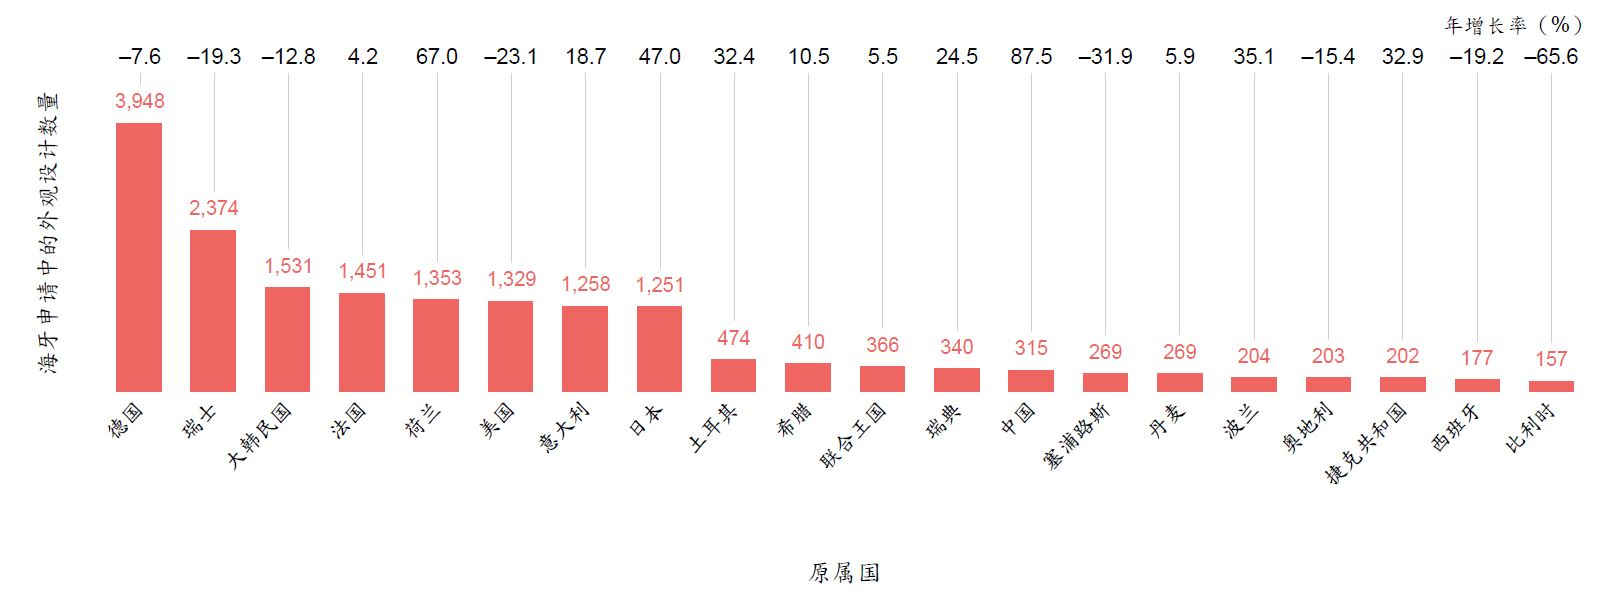 年增长率（%）
–7.6 –19.3 –12.8 4.2 67.0 –23.1 18.7 47.0 32.4 10.5 5.5 24.5 87.5 –31.9 5.9 35.1 –15.4 32.9 –19.2 –65.6
海牙申请中的外观设计数量
3,948
2,374
1,531
1,451
1,353
1,329
1,258
1,251
474
410
366
340
315
269
269
204
203
202
177
157
德国
瑞士
大韩民国
法国
荷兰
美国
意大利
日本
土耳其
希腊
联合王国
瑞典
中国
塞浦路斯
丹麦
波兰
奥地利
捷克共和国
西班牙
比利时
原属国